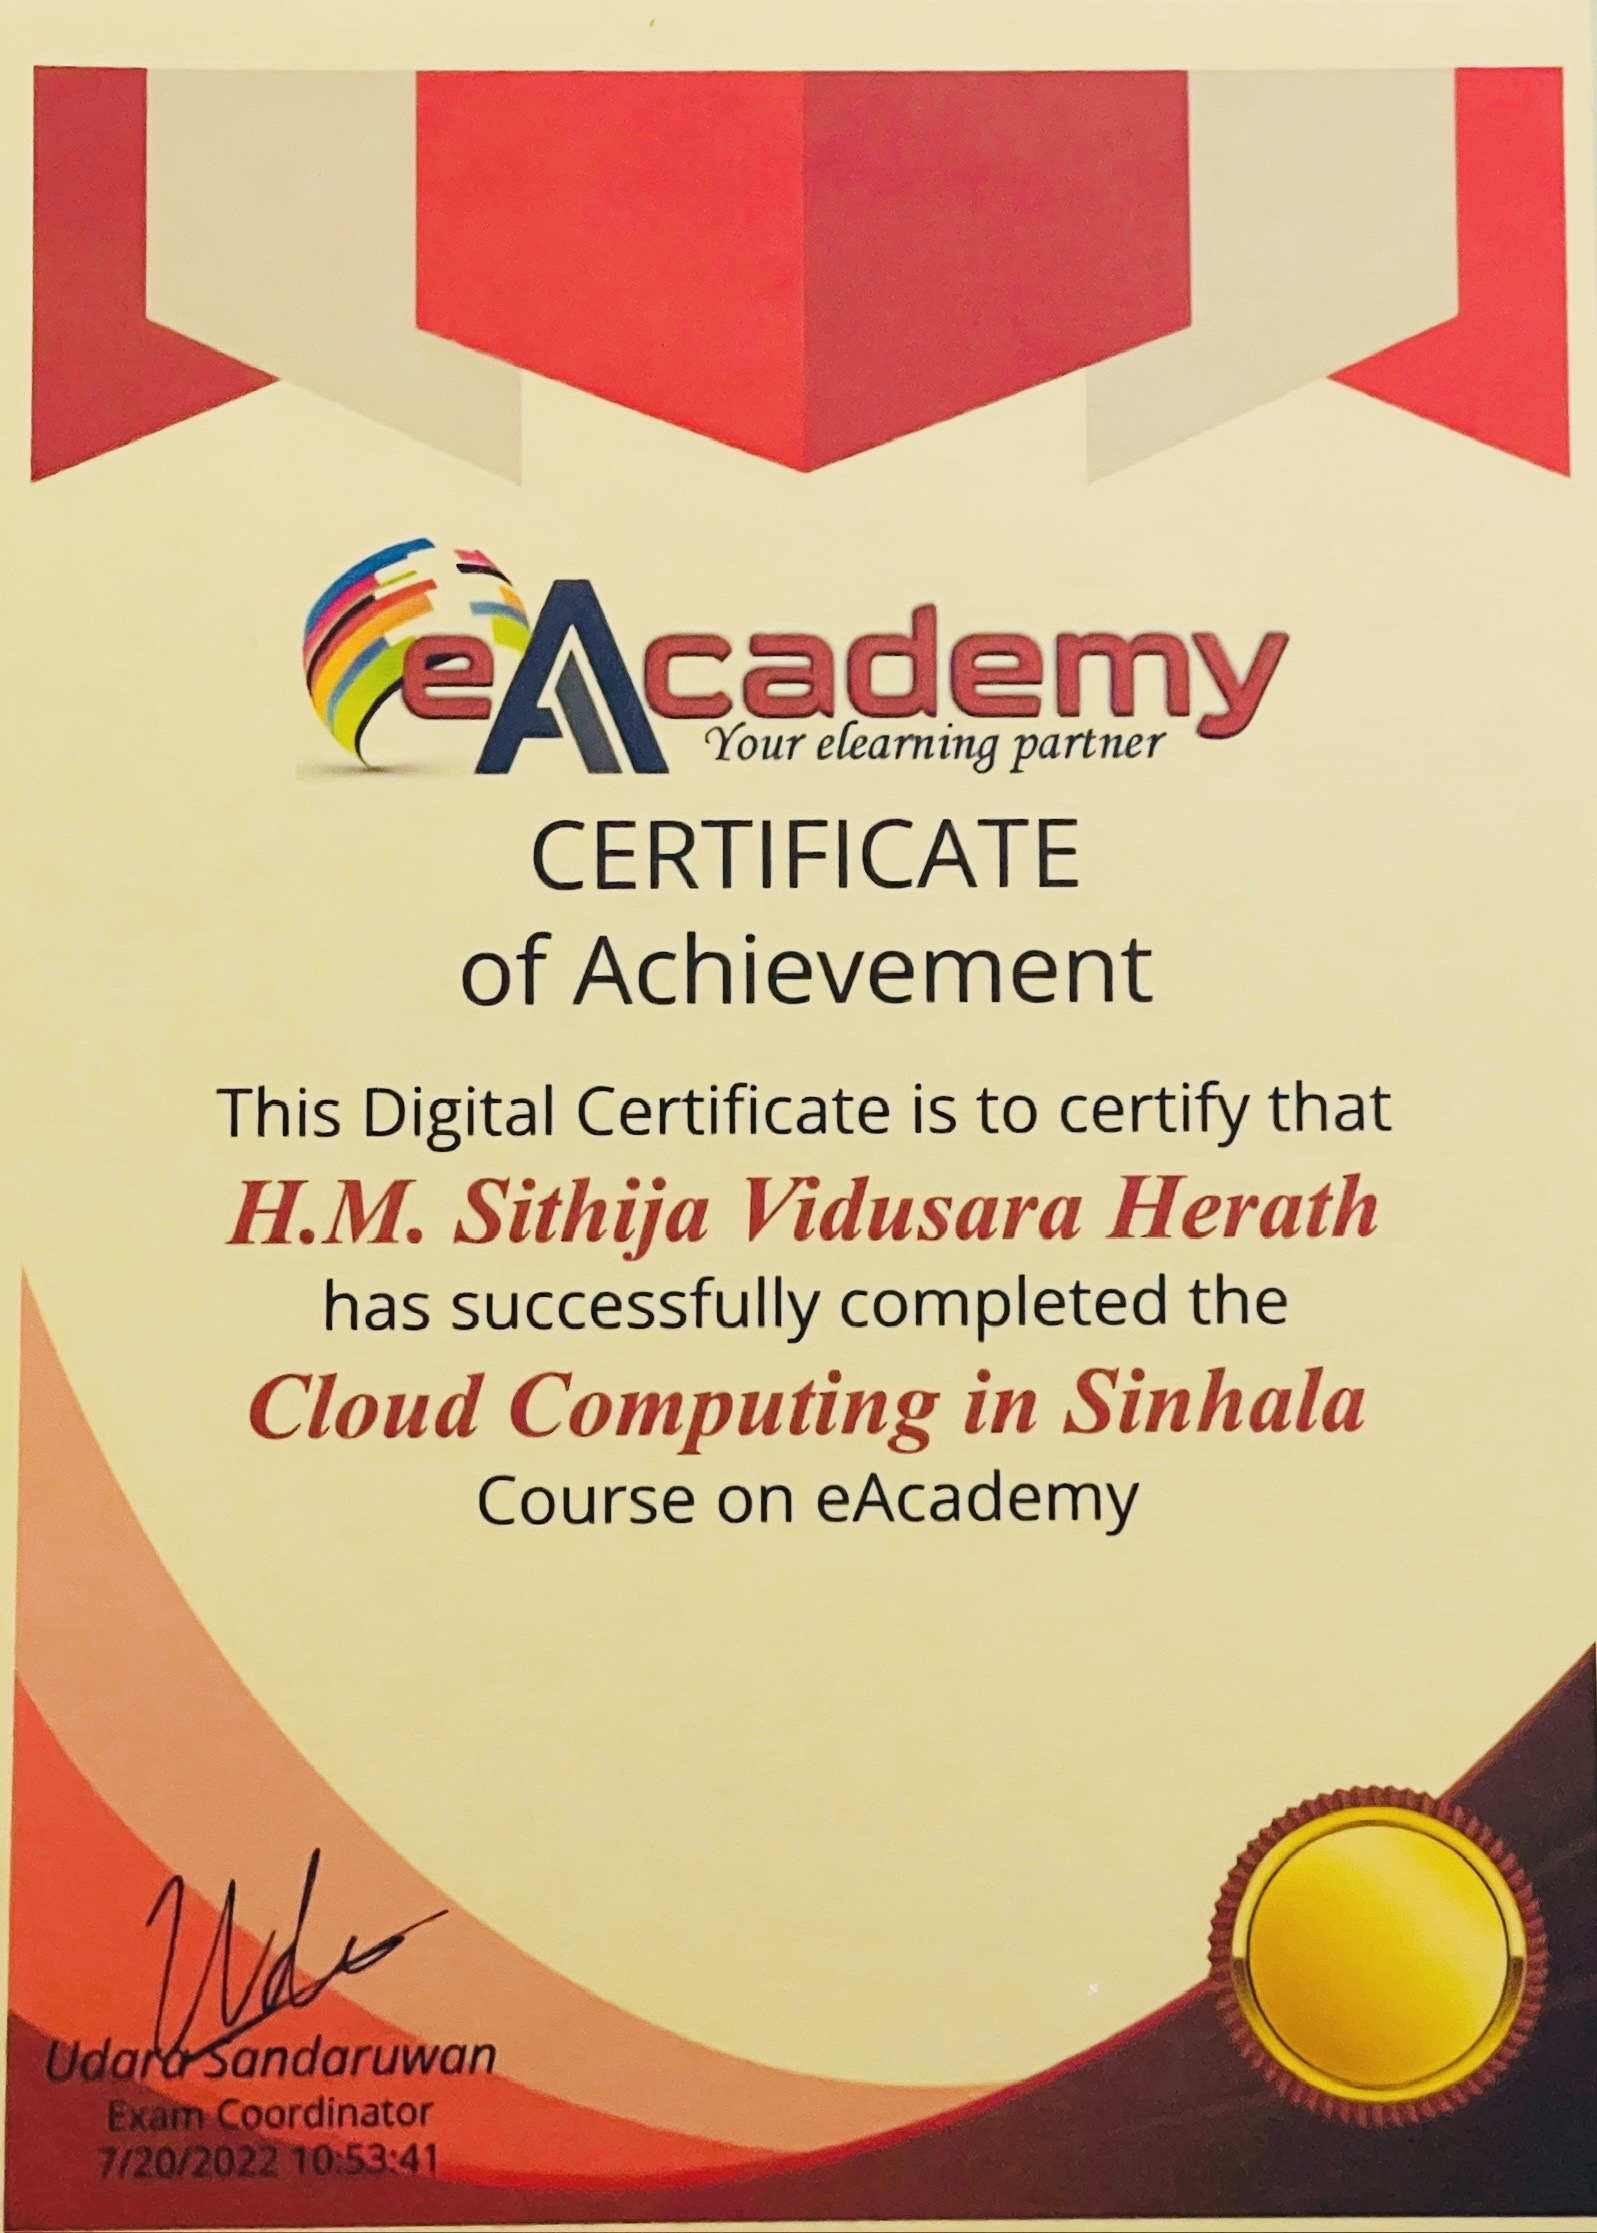 eAcademy
Your elearning partner
CERTIFICATE
of Achievement
This Digital Certificate is to certify that
H.M. Sithija Vidusara Herath
has successfully completed the
Cloud Computing in Sinhala
Course on eAcademy
Udara Sandaruwan
Exam Coordinator
7/20/2022 10:53:41